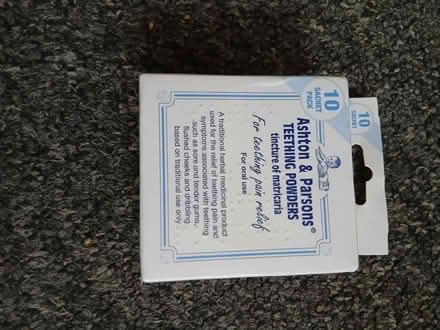 10
SACHET
PACK
10
SACHET
Ashton & Parsons®
TEETHING POWDERS
tincture of matricaria
For teething pain relief
For oral use
A traditional herbal medicinal product
used for the relief of teething pain and
symptoms associated with teething
such as sore and tender gums,
flushed cheeks and dribbling
based on traditional use only